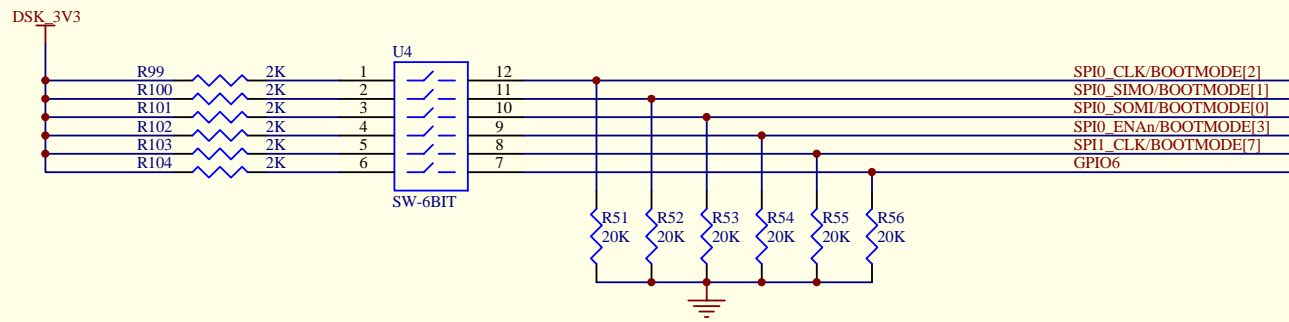 DSK_3V3
U4
R99 2K 1 12 SPI0_CLK/BOOTMODE[2]
R100 2K 2 11 SPI0_SIMO/BOOTMODE[1]
R101 2K 3 10 SPI0_SOMI/BOOTMODE[0]
R102 2K 4 9 SPI0_ENAn/BOOTMODE[3]
R103 2K 5 8 SPI1_CLK/BOOTMODE[7]
R104 2K 6 7 GPIO6
SW-6BIT
R51 R52 R53 R54 R55 R56
20K 20K 20K 20K 20K 20K